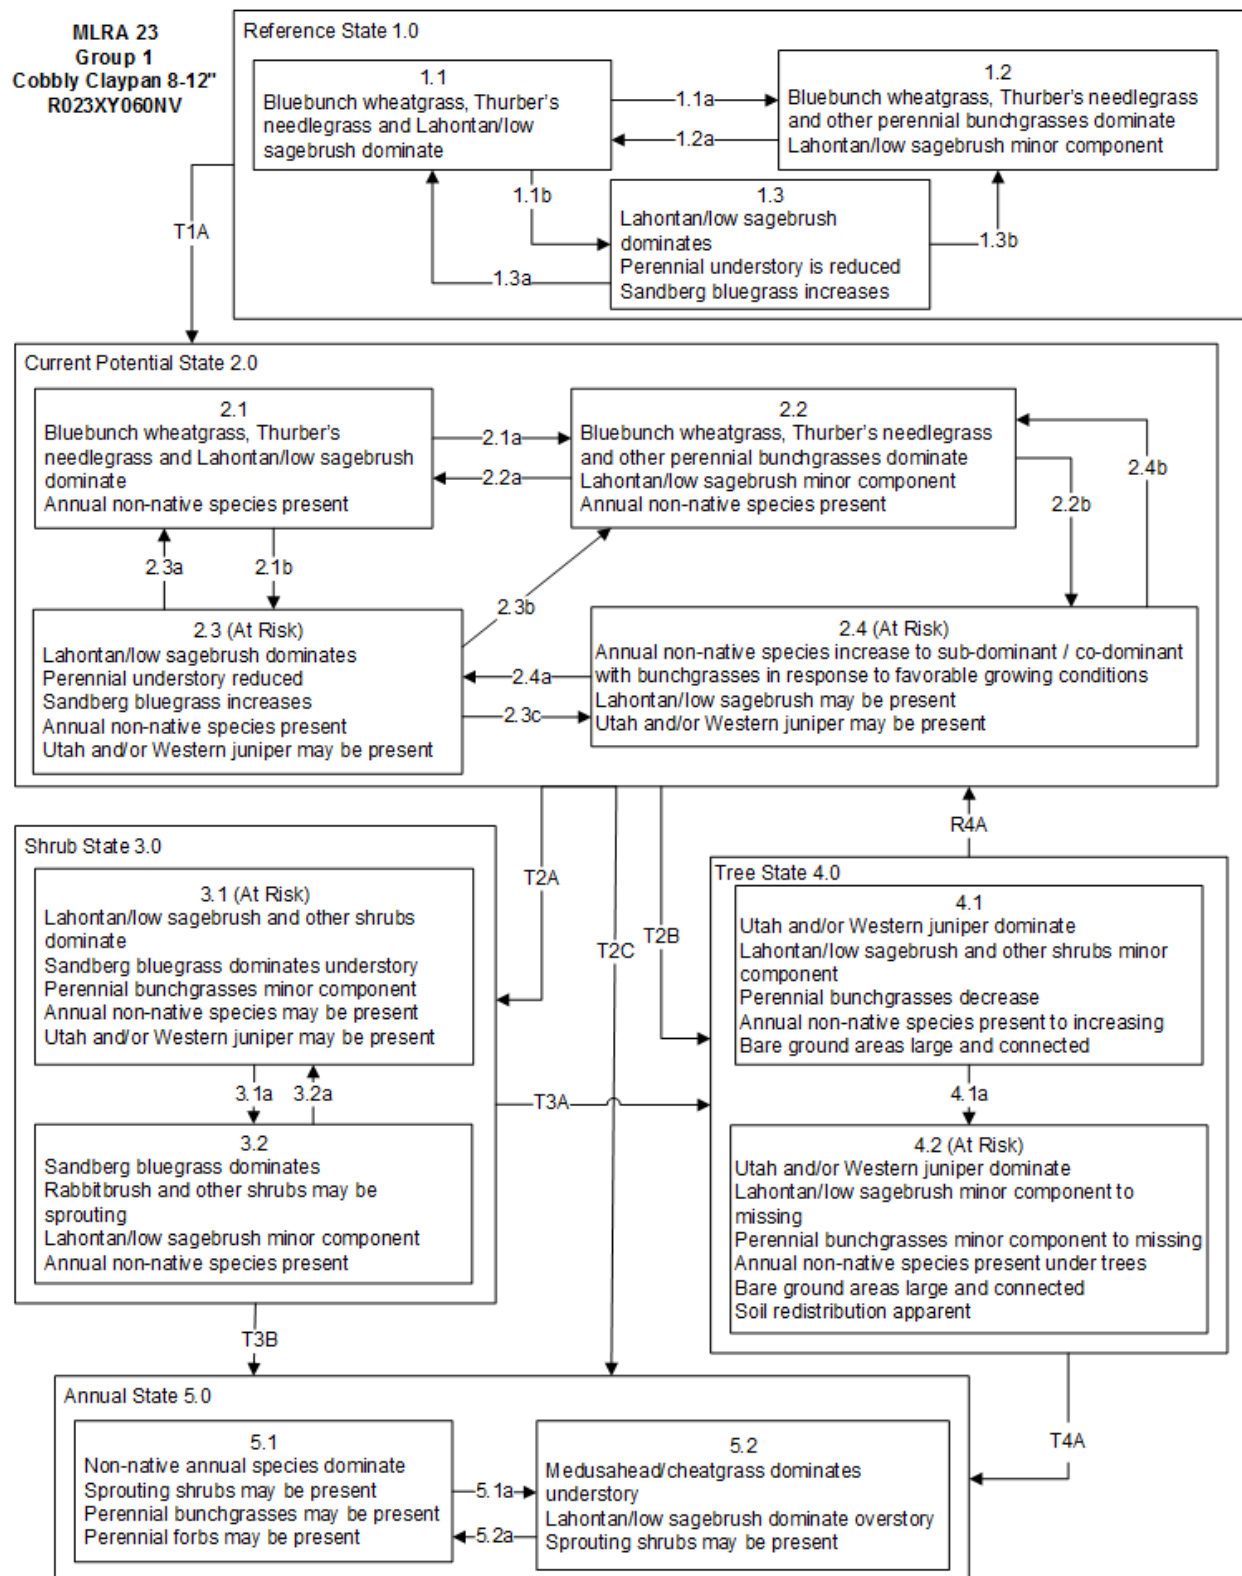 MLRA 23
Group 1
Cobbly Claypan 8-12"
R023XY060NV
Reference State 1.0
1.1
Bluebunch wheatgrass, Thurber's
needlegrass and Lahontan/low
sagebrush dominate
1.1a
1.2a
1.2
Bluebunch wheatgrass, Thurber's needlegrass
and other perennial bunchgrasses dominate
Lahontan/low sagebrush minor component
1.1b
1.3a
1.3
Lahontan/low sagebrush
dominates
Perennial understory is reduced
Sandberg bluegrass increases
1.3b
T1A
Current Potential State 2.0
2.1
Bluebunch wheatgrass, Thurber's
needlegrass and Lahontan/low sagebrush
dominate
Annual non-native species present
2.1a
2.2a
2.2
Bluebunch wheatgrass, Thurber's needlegrass
and other perennial bunchgrasses dominate
Lahontan/low sagebrush minor component
Annual non-native species present
2.4b
2.2b
2.3a
2.1b
2.3b
2.3 (At Risk)
Lahontan/low sagebrush dominates
Perennial understory reduced
Sandberg bluegrass increases
Annual non-native species present
Utah and/or Western juniper may be present
2.4a
2.3c
2.4 (At Risk)
Annual non-native species increase to sub-dominant / co-dominant
with bunchgrasses in response to favorable growing conditions
Lahontan/low sagebrush may be present
Utah and/or Western juniper may be present
T2A
T2C
T2B
R4A
Shrub State 3.0
3.1 (At Risk)
Lahontan/low sagebrush and other shrubs
dominate
Sandberg bluegrass dominates understory
Perennial bunchgrasses minor component
Annual non-native species may be present
Utah and/or Western juniper may be present
3.1a
3.2a
3.2
Sandberg bluegrass dominates
Rabbitbrush and other shrubs may be
sprouting
Lahontan/low sagebrush minor component
Annual non-native species present
T3A
T3B
Tree State 4.0
4.1
Utah and/or Western juniper dominate
Lahontan/low sagebrush and other shrubs minor
component
Perennial bunchgrasses decrease
Annual non-native species present to increasing
Bare ground areas large and connected
4.1a
4.2 (At Risk)
Utah and/or Western juniper dominate
Lahontan/low sagebrush minor component to
missing
Perennial bunchgrasses minor component to missing
Annual non-native species present under trees
Bare ground areas large and connected
Soil redistribution apparent
T4A
Annual State 5.0
5.1
Non-native annual species dominate
Sprouting shrubs may be present
Perennial bunchgrasses may be present
Perennial forbs may be present
5.1a
5.2a
5.2
Medusahead/cheatgrass dominates
understory
Lahontan/low sagebrush dominate overstory
Sprouting shrubs may be present